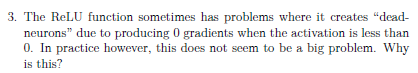 3. The ReLU function sometimes has problems where it creates “dead-
neurons” due to producing 0 gradients when the activation is less than
0. In practice however, this does not seem to be a big problem. Why
is this?